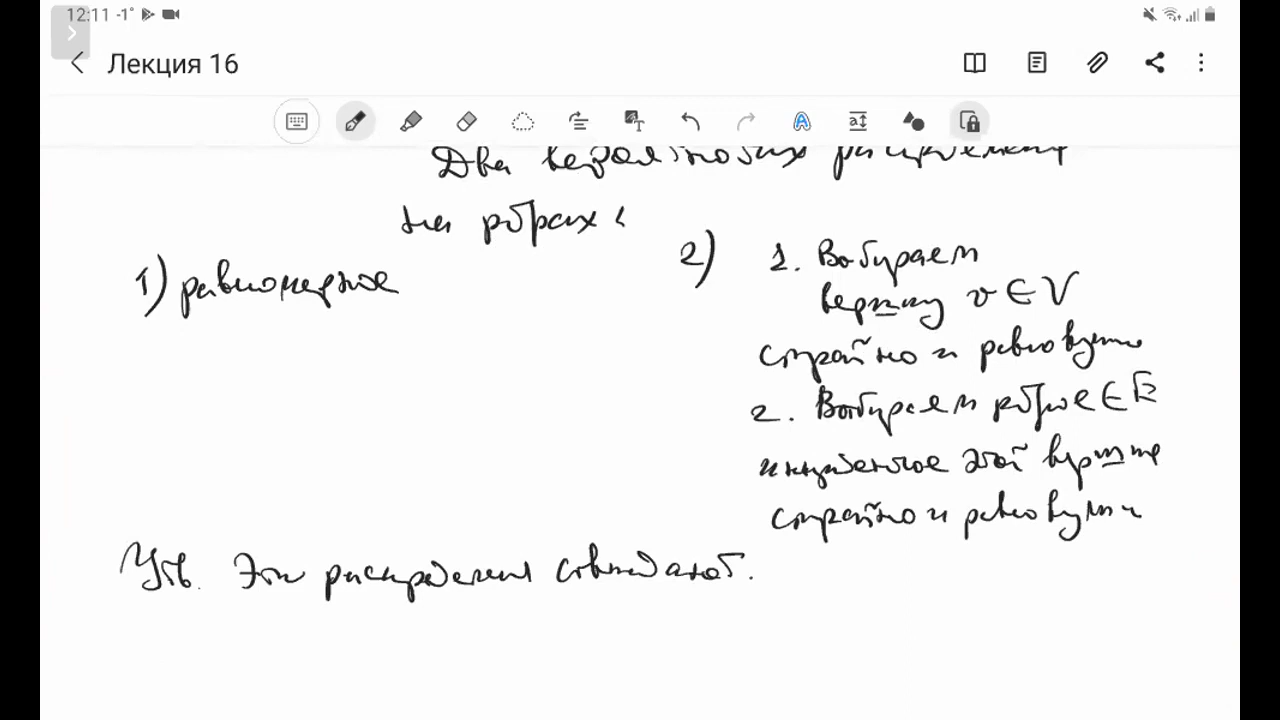 12:11 -1°
Лекция 16
Два вероятностных распределения
на рёбрах:
1) равномерное
2) 1. Выбираем
вершину v ∈ V
случайно и равновероятно
2. Выбираем ребро e ∈ E
инцидентное этой вершине
случайно и равновероятно
Утв. Эти распределения совпадают.